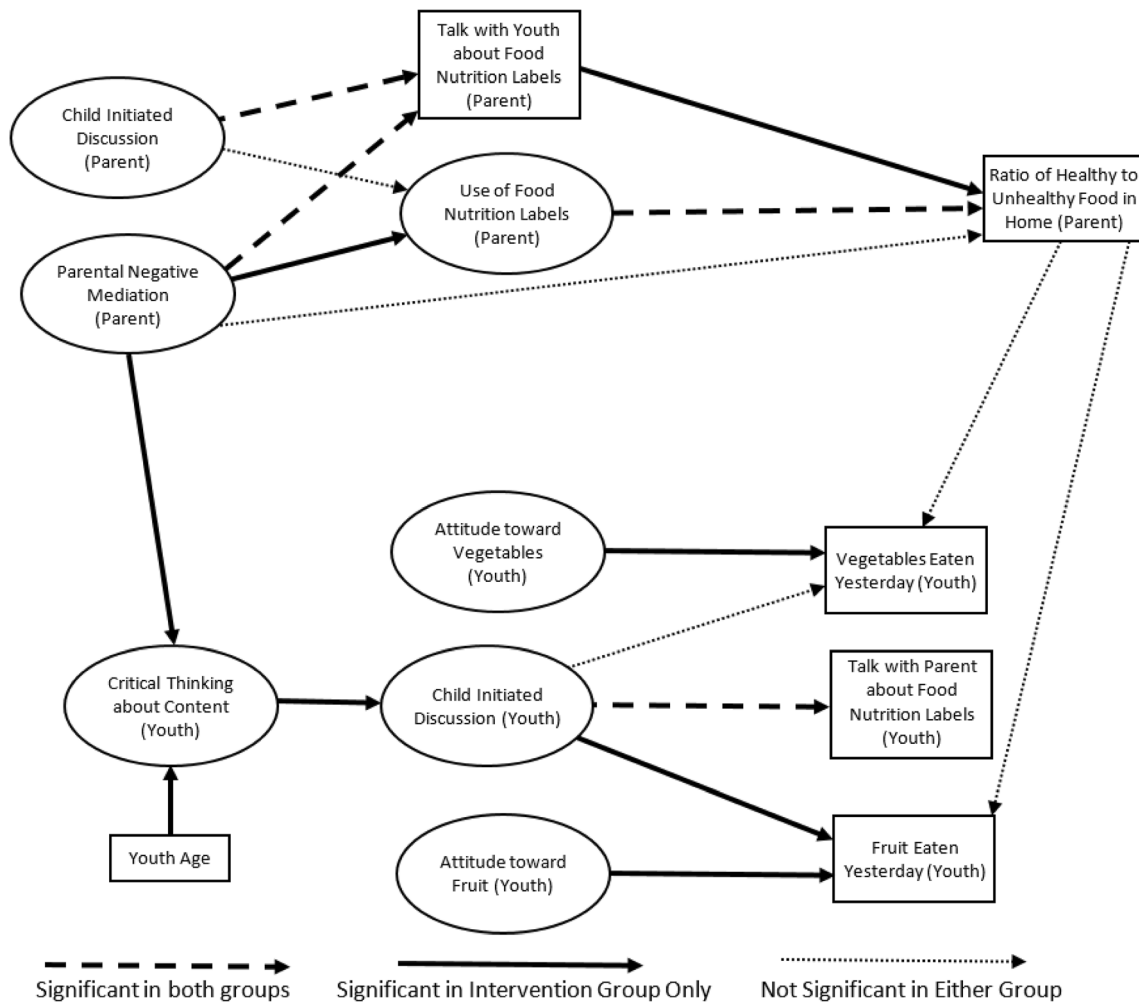 Talk with Youth
about Food
Nutrition Labels
(Parent)
Child Initiated
Discussion
(Parent)
Use of Food
Nutrition Labels
(Parent)
Ratio of Healthy to
Unhealthy Food in
Home (Parent)
Parental Negative
Mediation
(Parent)
Attitude toward
Vegetables
(Youth)
Vegetables Eaten
Yesterday (Youth)
Critical Thinking
about Content
(Youth)
Child Initiated
Discussion (Youth)
Talk with Parent
about Food
Nutrition Labels
(Youth)
Youth Age
Attitude toward
Fruit (Youth)
Fruit Eaten
Yesterday (Youth)
Significant in both groups
Significant in Intervention Group Only
Not Significant in Either Group